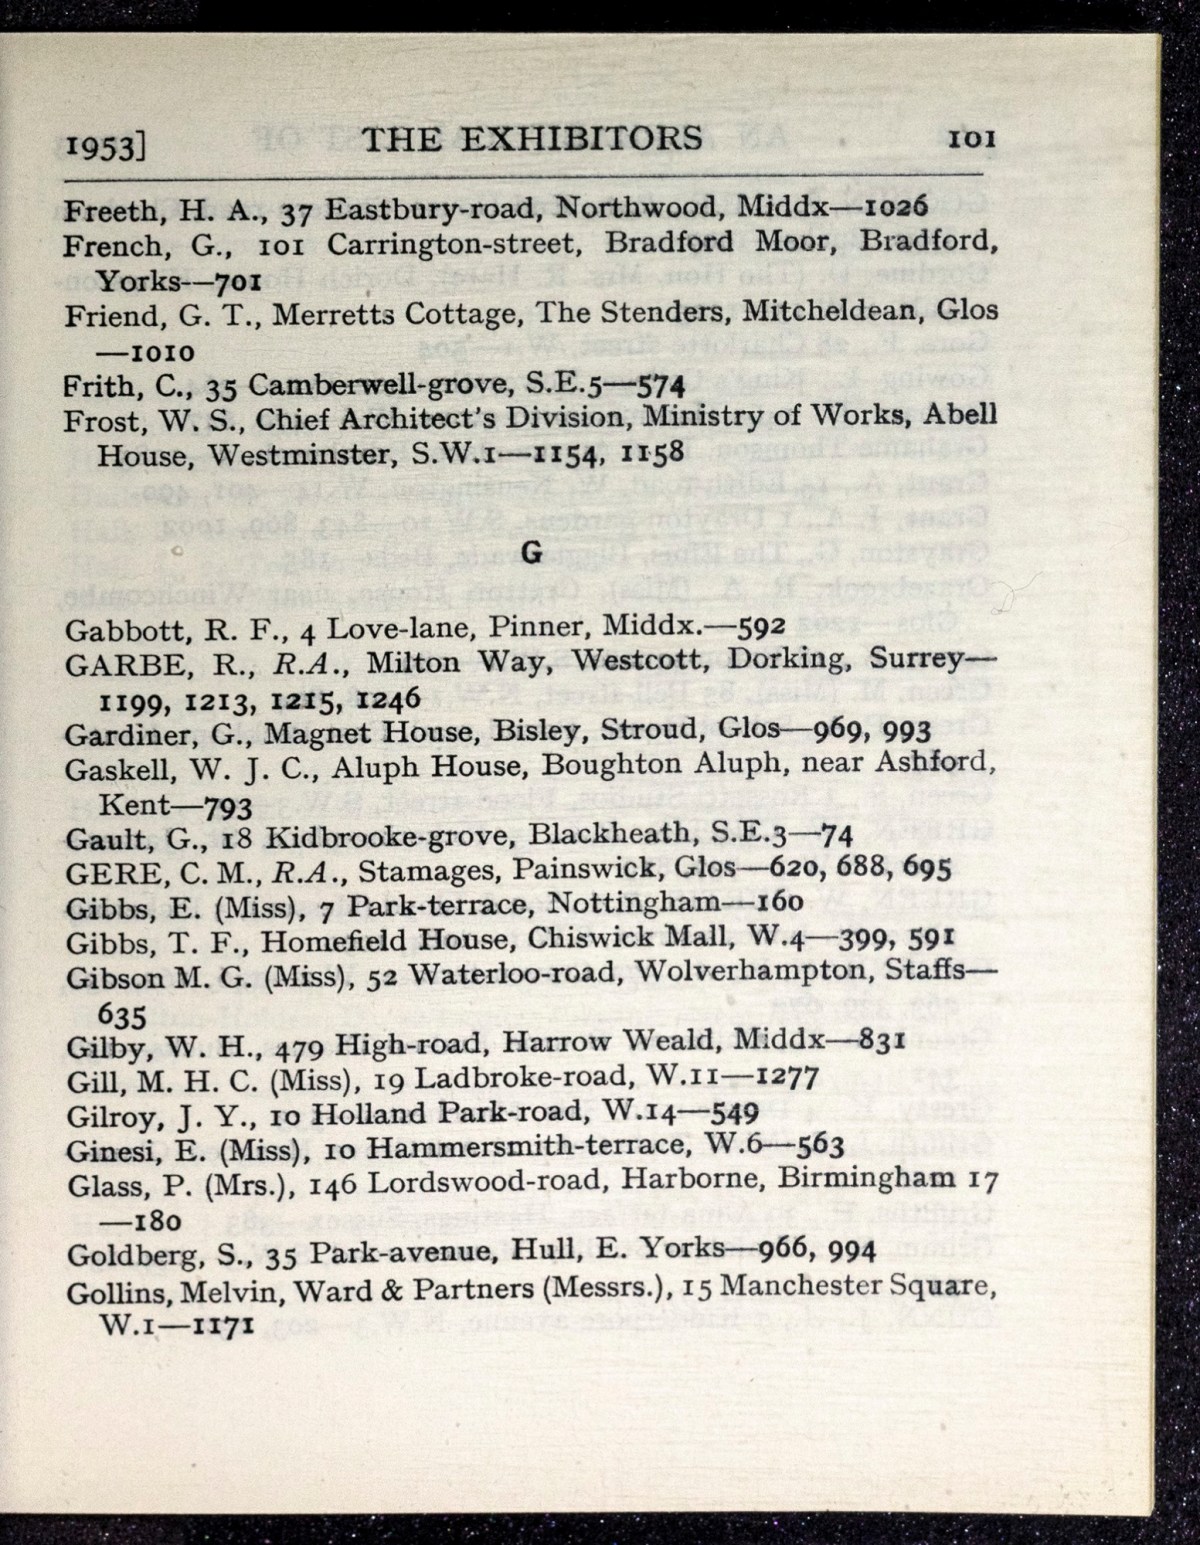 1953] THE EXHIBITORS 101
Freeth, H. A., 37 Eastbury-road, Northwood, Middx—1026
French, G., 101 Carrington-street, Bradford Moor, Bradford,
Yorks—701
Friend, G. T., Merretts Cottage, The Stenders, Mitcheldean, Glos
—1010
Frith, C., 35 Camberwell-grove, S.E.5—574
Frost, W. S., Chief Architect's Division, Ministry of Works, Abell
House, Westminster, S.W.1—1154, 1158
G
Gabbott, R. F., 4 Love-lane, Pinner, Middx.—592
GARBE, R., R.A., Milton Way, Westcott, Dorking, Surrey—
1199, 1213, 1215, 1246
Gardiner, G., Magnet House, Bisley, Stroud, Glos—969, 993
Gaskell, W. J. C., Aluph House, Boughton Aluph, near Ashford,
Kent—793
Gault, G., 18 Kidbrooke-grove, Blackheath, S.E.3—74
GERE, C. M., R.A., Stamages, Painswick, Glos—620, 688, 695
Gibbs, E. (Miss), 7 Park-terrace, Nottingham—160
Gibbs, T. F., Homefield House, Chiswick Mall, W.4—399, 591
Gibson M. G. (Miss), 52 Waterloo-road, Wolverhampton, Staffs—
635
Gilby, W. H., 479 High-road, Harrow Weald, Middx—831
Gill, M. H. C. (Miss), 19 Ladbroke-road, W.11—1277
Gilroy, J. Y., 10 Holland Park-road, W.14—549
Ginesi, E. (Miss), 10 Hammersmith-terrace, W.6—563
Glass, P. (Mrs.), 146 Lordswood-road, Harborne, Birmingham 17
—180
Goldberg, S., 35 Park-avenue, Hull, E. Yorks—966, 994
Gollins, Melvin, Ward & Partners (Messrs.), 15 Manchester Square,
W.1—1171